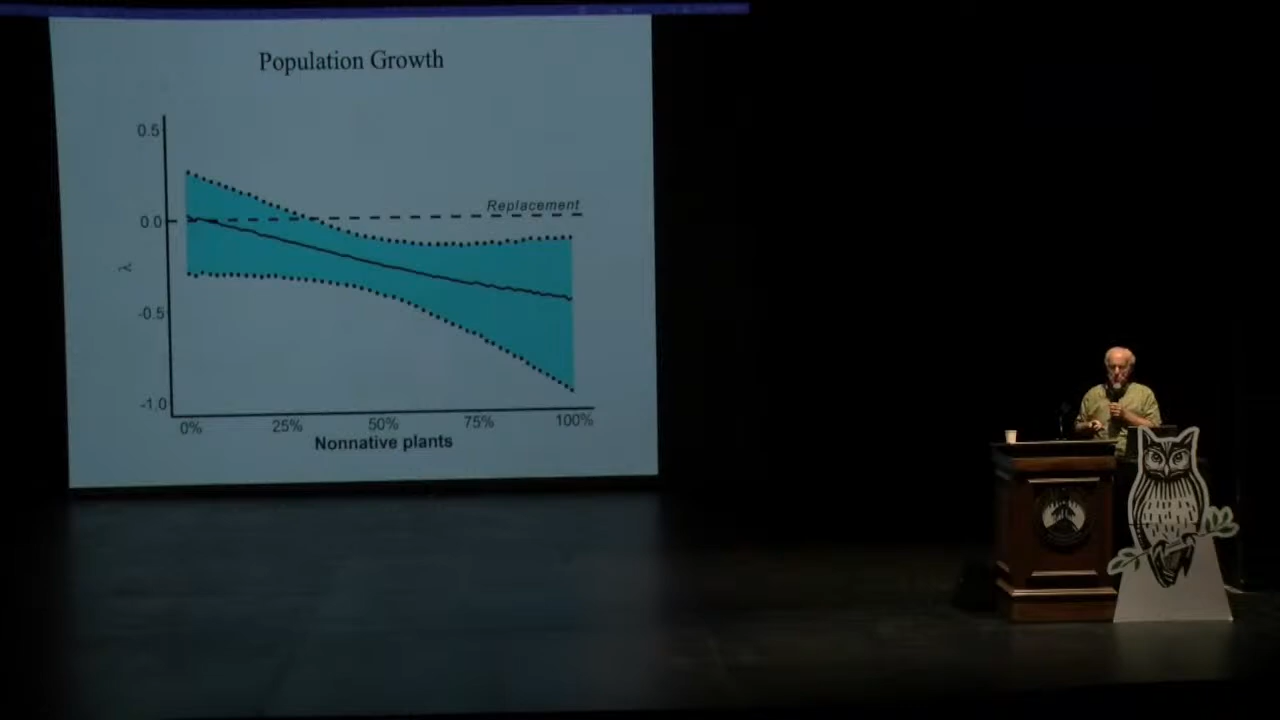 Population Growth
0.5
Replacement
0.0
λ
-0.5
-1.0
0% 25% 50% 75% 100%
Nonnative plants